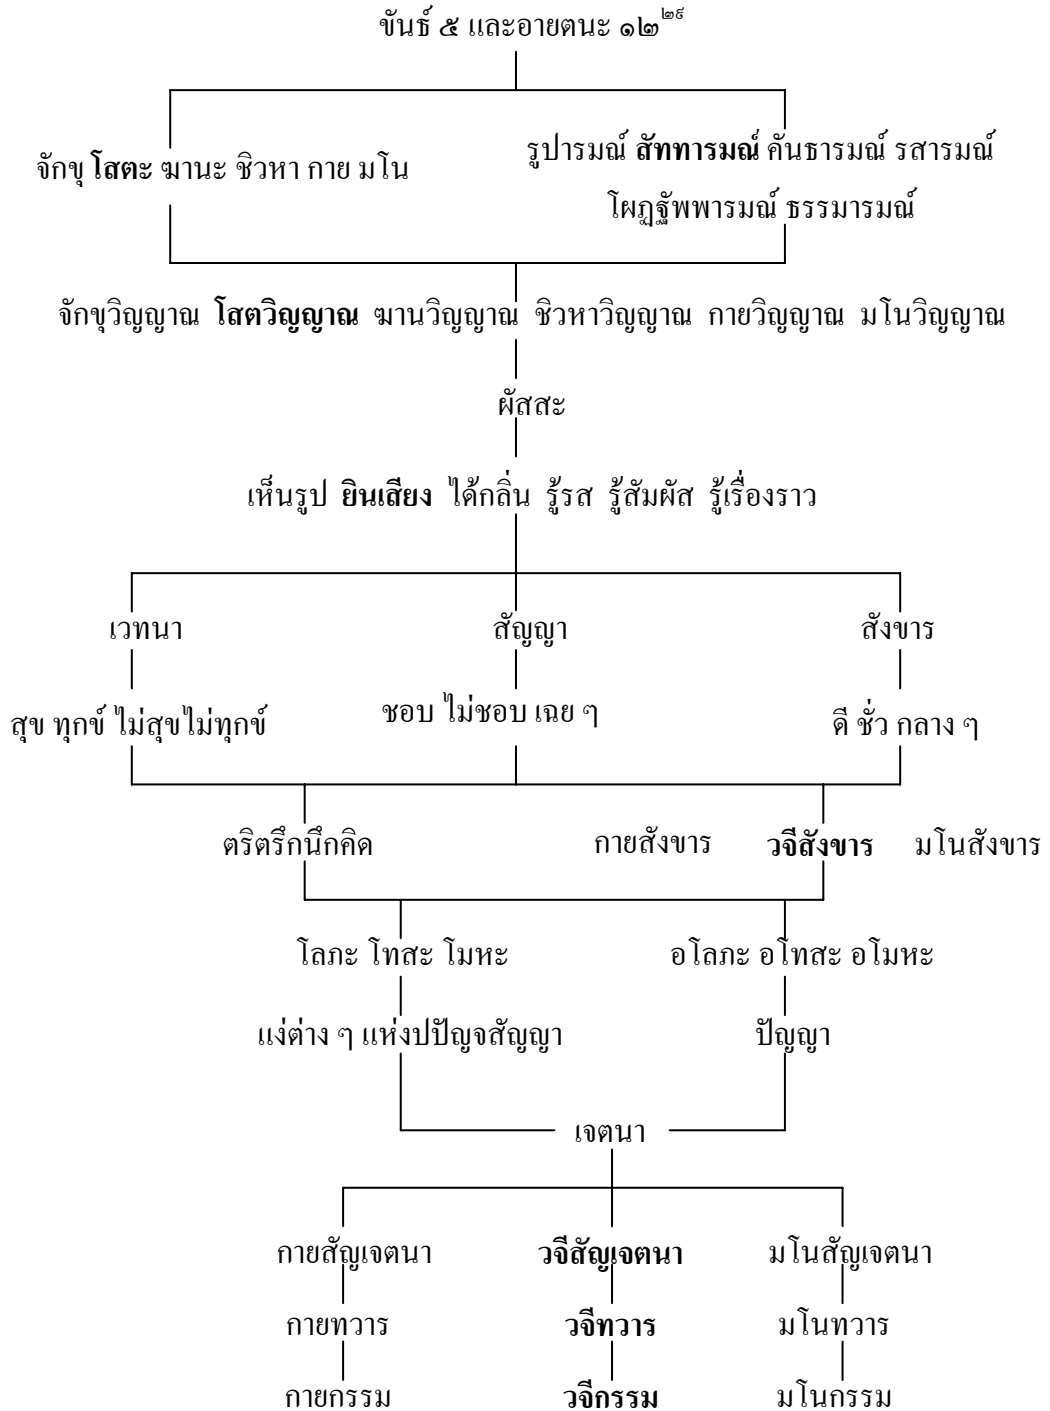 ขันธ์ ๕ และอายตนะ ๑๒๒๙
จักขุ โสตะ ฆานะ ชิวหา กาย มโน
รูปารมณ์ สัททารมณ์ คันธารมณ์ รสารมณ์
โผฏฐัพพารมณ์ ธรรมารมณ์
จักขุวิญญาณ โสตวิญญาณ ฆานวิญญาณ ชิวหาวิญญาณ กายวิญญาณ มโนวิญญาณ
ผัสสะ
เห็นรูป ยินเสียง ได้กลิ่น รู้รส รู้สัมผัส รู้เรื่องราว
เวทนา สัญญา สังขาร
สุข ทุกข์ ไม่สุขไม่ทุกข์ ชอบ ไม่ชอบ เฉย ๆ ดี ชั่ว กลาง ๆ
ตริตรึกนึกคิด กายสังขาร วจีสังขาร มโนสังขาร
โลภะ โทสะ โมหะ อโลภะ อโทสะ อโมหะ
แง่ต่าง ๆ แห่งปปัญจสัญญา ปัญญา
เจตนา
กายสัญเจตนา วจีสัญเจตนา มโนสัญเจตนา
กายทวาร วจีทวาร มโนทวาร
กายกรรม วจีกรรม มโนกรรม